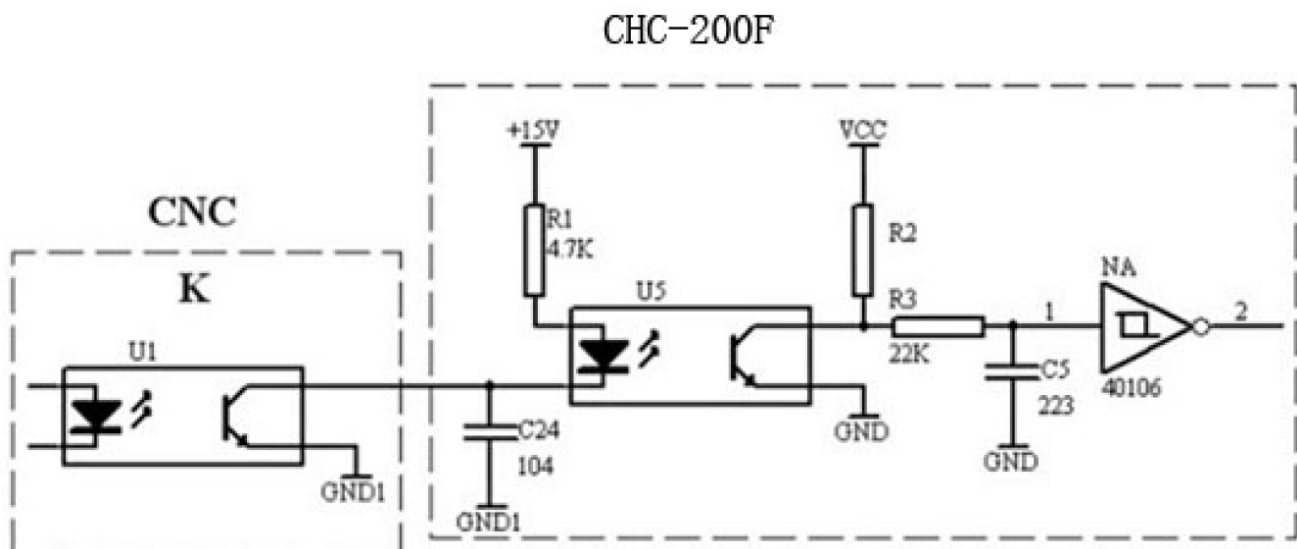 CHC-200F
+15V
VCC
R1
4.7K
R2
CNC
K
NA
U5
R3
1
2
U1
22K
C5
40106
223
C24
GND
104
GND
GND1
GND1